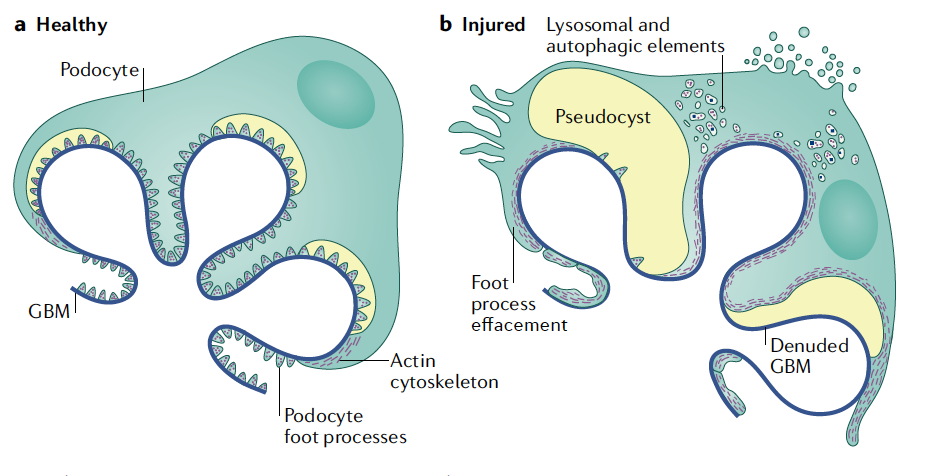 a Healthy
Podocyte
GBM
Actin
cytoskeleton
Podocyte
foot processes
b Injured
Lysosomal and
autophagic elements
Pseudocyst
Foot
process
effacement
Denuded
GBM